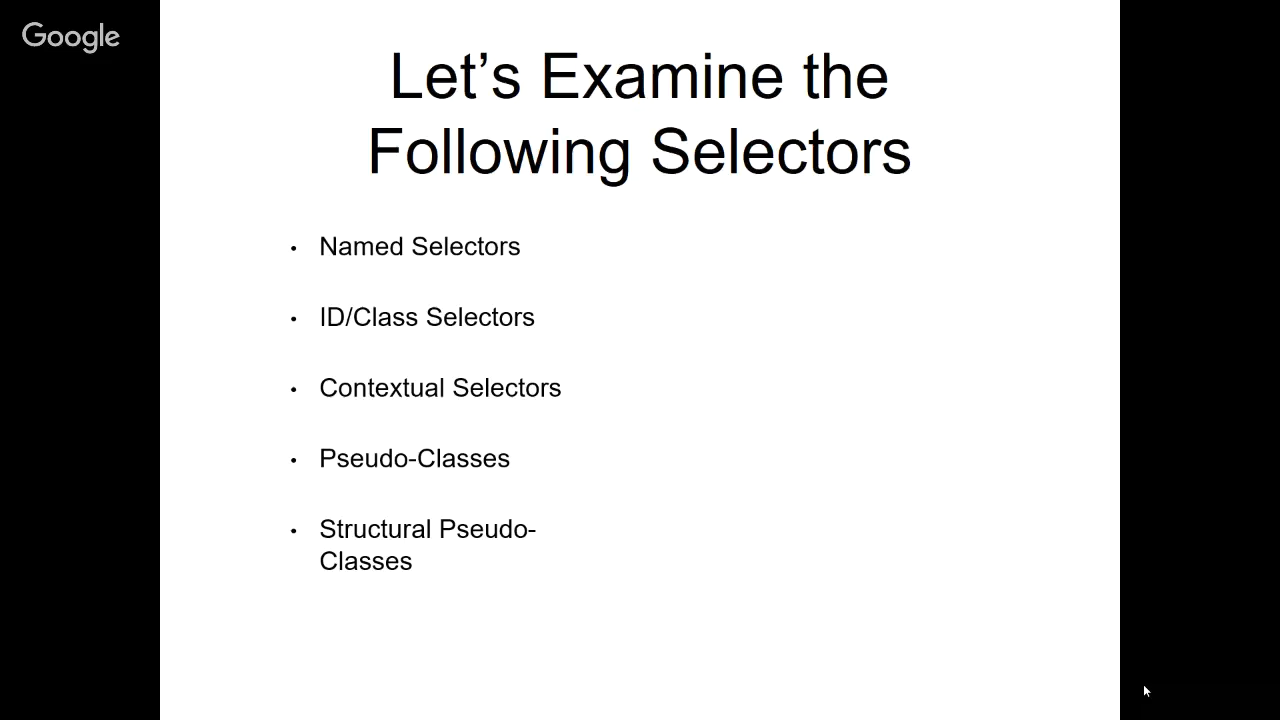 Google
Let’s Examine the
Following Selectors
• Named Selectors
• ID/Class Selectors
• Contextual Selectors
• Pseudo-Classes
• Structural Pseudo-
Classes